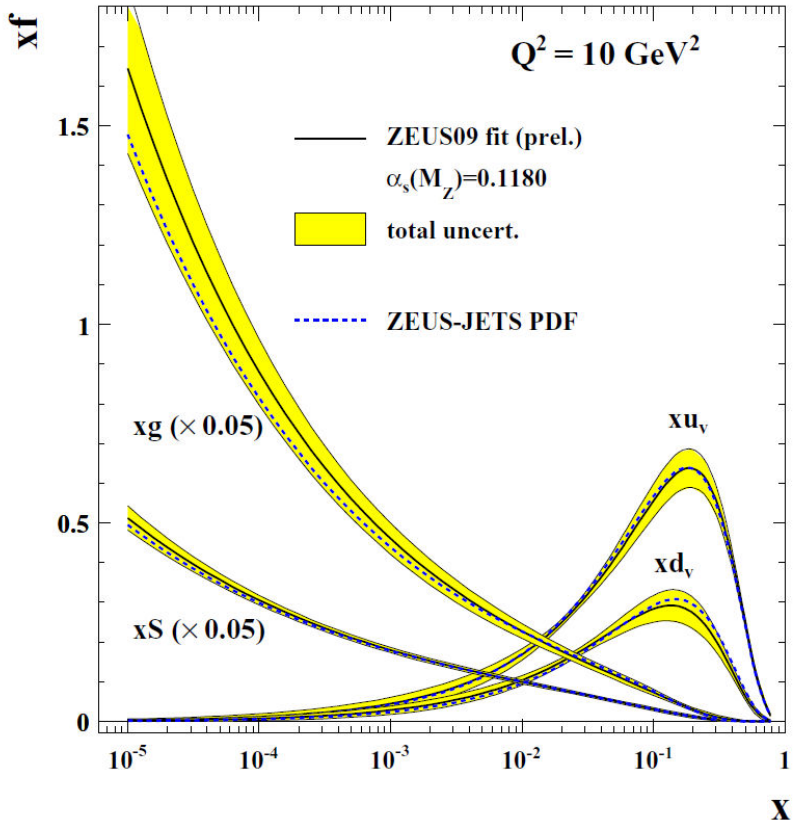 xf
Q² = 10 GeV²
1.5
ZEUS09 fit (prel.)
αs(MZ)=0.1180
total uncert.
1
ZEUS-JETS PDF
xg (× 0.05)
xuv
0.5
xdv
xS (× 0.05)
0
10⁻⁵ 10⁻⁴ 10⁻³ 10⁻² 10⁻¹ 1
x